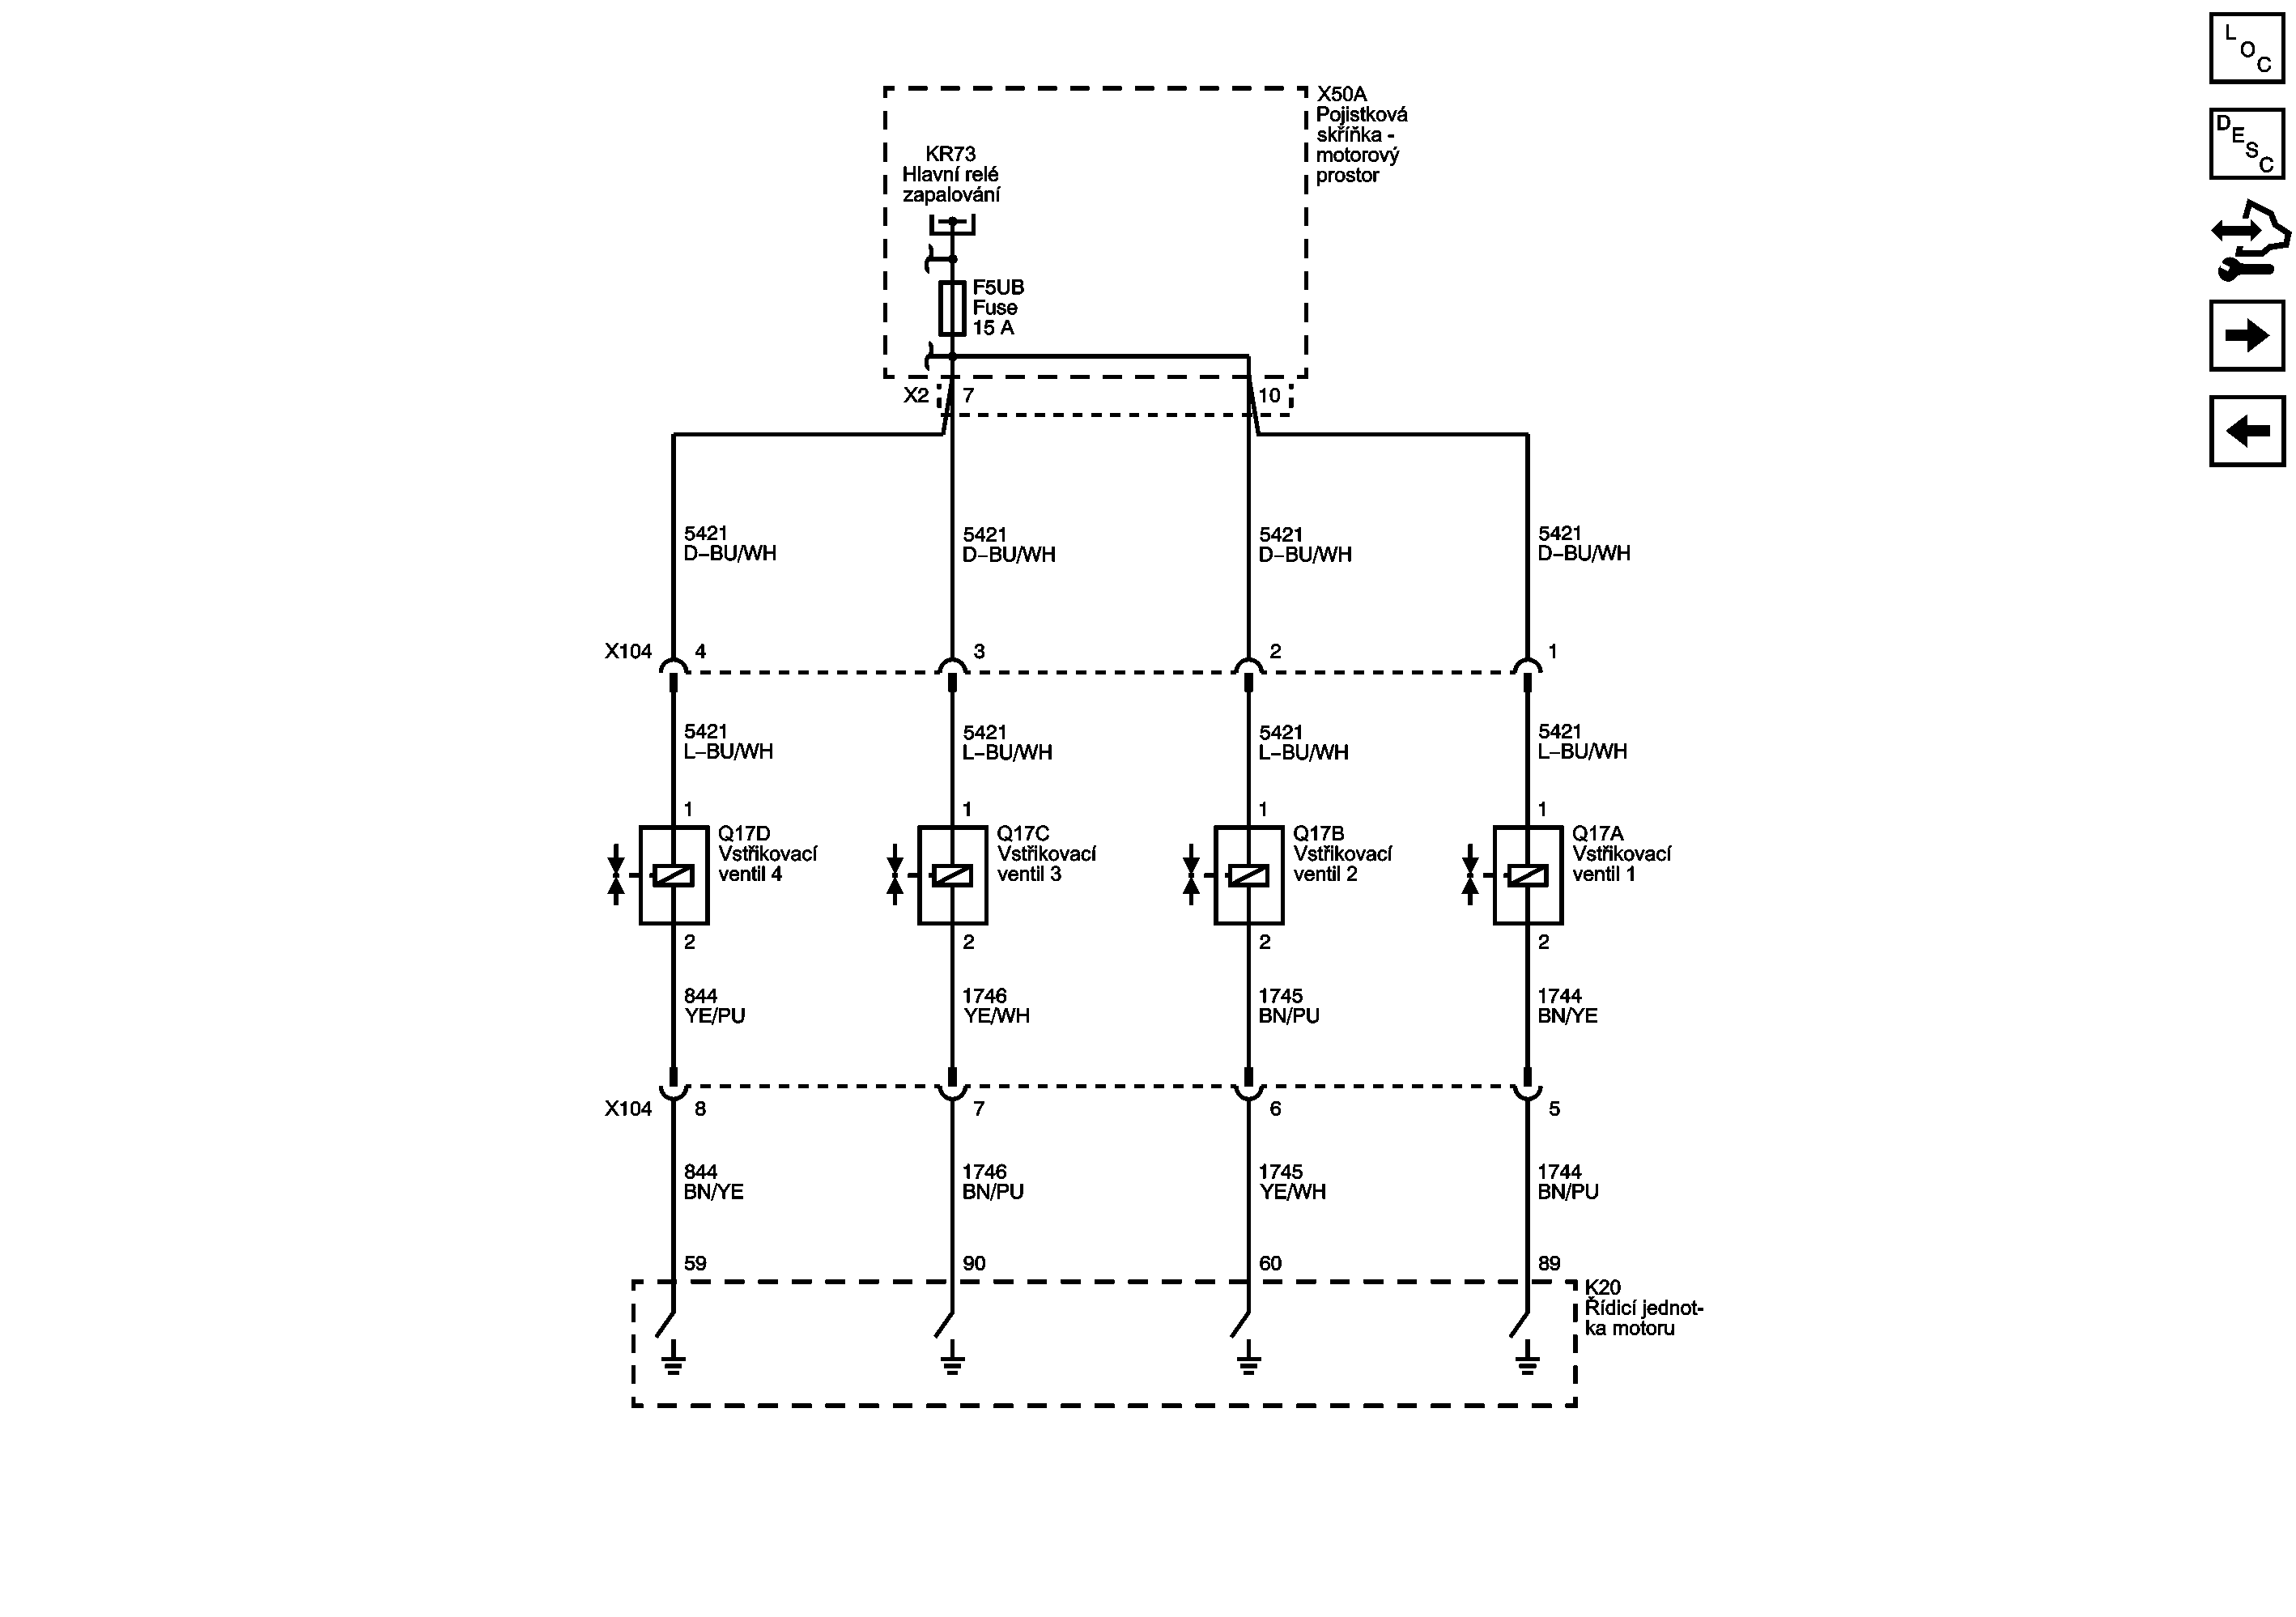 L
O
C
D
E
S
C
X50A
Pojistková
skříňka -
motorový
prostor
KR73
Hlavní relé
zapalování
F5UB
Fuse
15 A
X2 7 10
5421
D–BU/WH
5421
D–BU/WH
5421
D–BU/WH
5421
D–BU/WH
X104 4 3 2 1
5421
L–BU/WH
5421
L–BU/WH
5421
L–BU/WH
5421
L–BU/WH
1 1 1 1
Q17D
Vstřikovací
ventil 4
Q17C
Vstřikovací
ventil 3
Q17B
Vstřikovací
ventil 2
Q17A
Vstřikovací
ventil 1
2 2 2 2
844
YE/PU
1746
YE/WH
1745
BN/PU
1744
BN/YE
X104 8 7 6 5
844
BN/YE
1746
BN/PU
1745
YE/WH
1744
BN/PU
59 90 60 89
K20
Řídicí jednot-
ka motoru